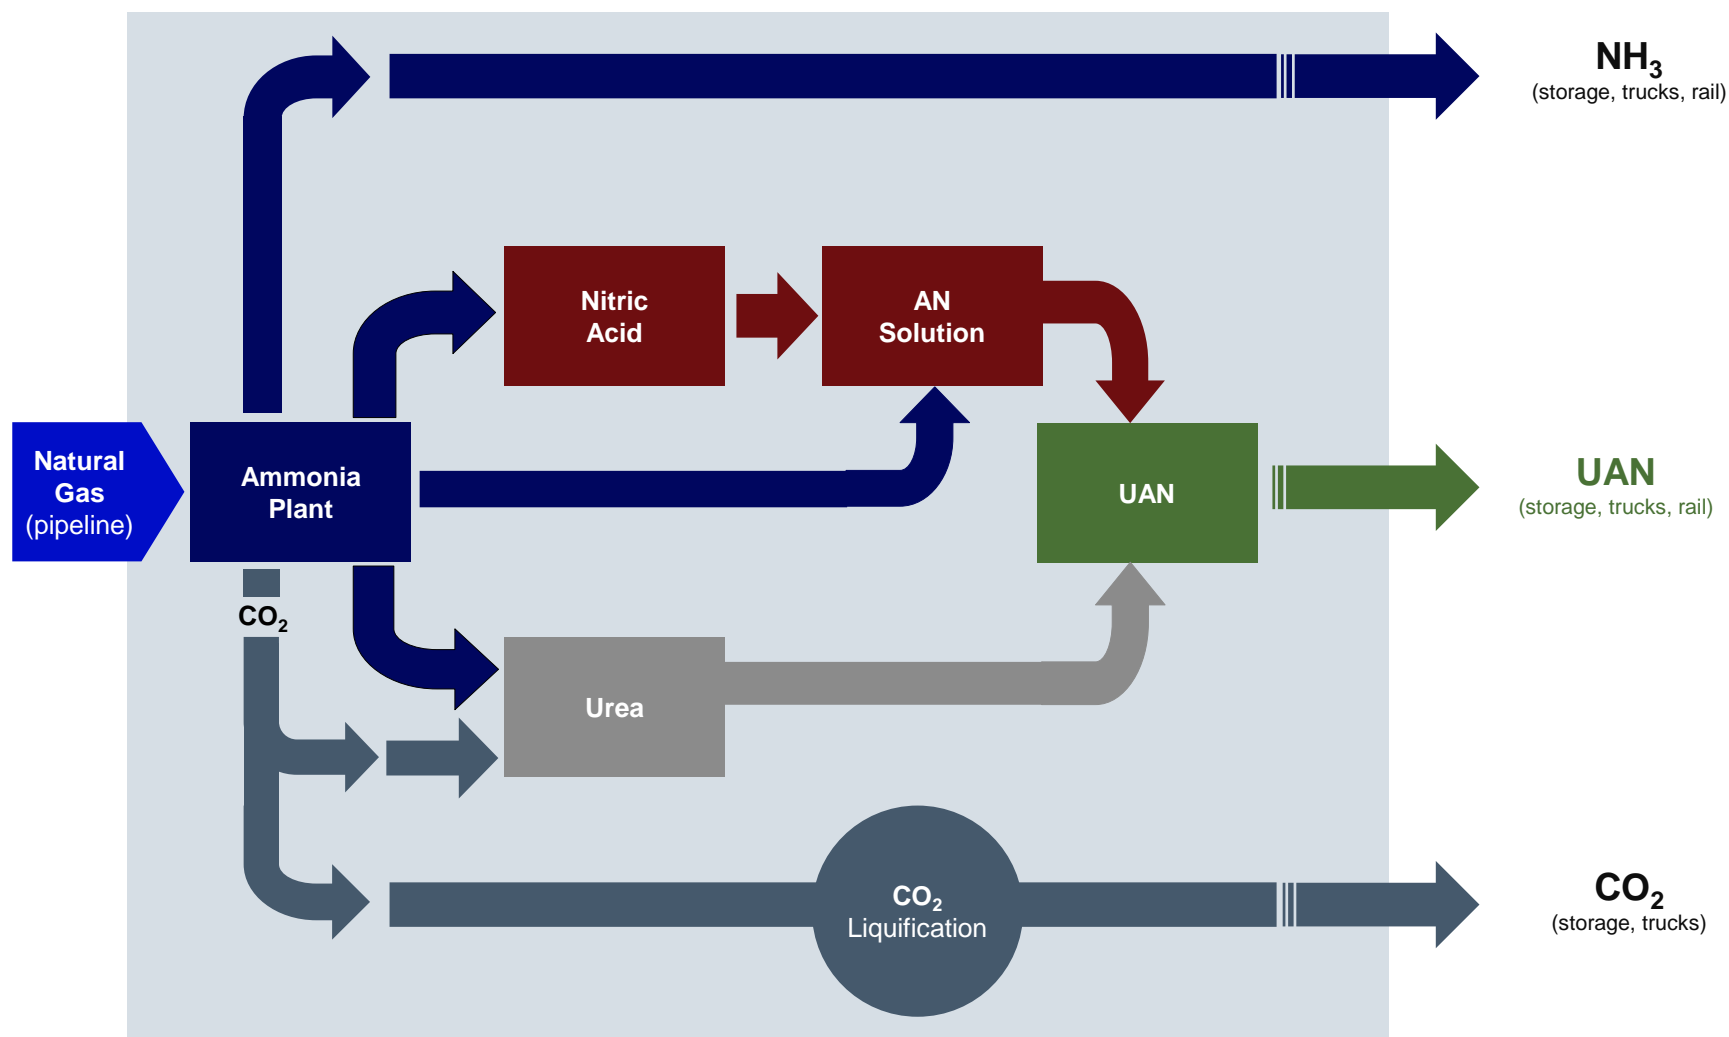 NH₃
(storage, trucks, rail)
Nitric
Acid
AN
Solution
Natural
Gas
(pipeline)
Ammonia
Plant
UAN
UAN
(storage, trucks, rail)
CO₂
Urea
CO₂
Liquification
CO₂
(storage, trucks)